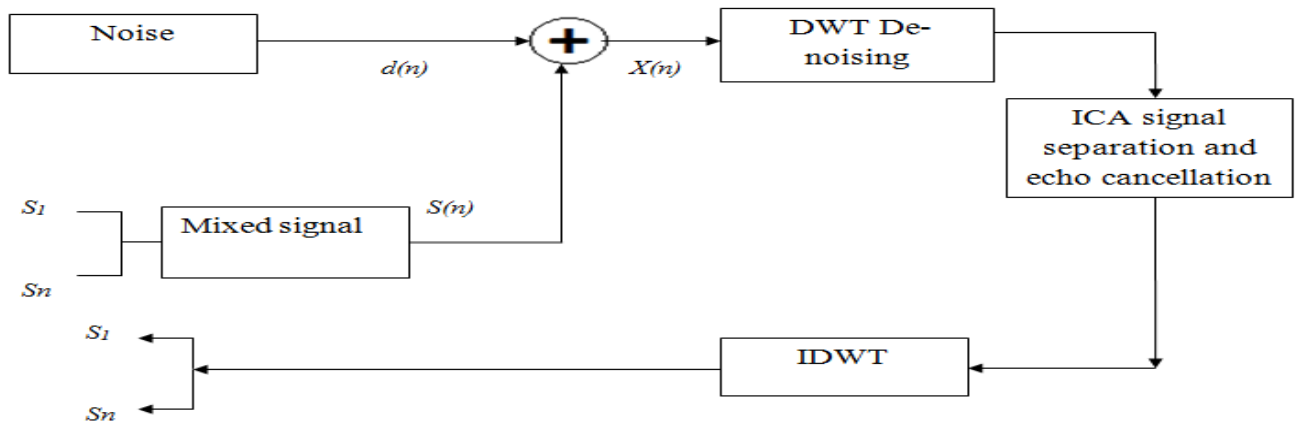 Noise
d(n)
+
X(n)
DWT De-
noising
ICA signal
separation and
echo cancellation
S1
Sn
Mixed signal
S(n)
S1
Sn
IDWT